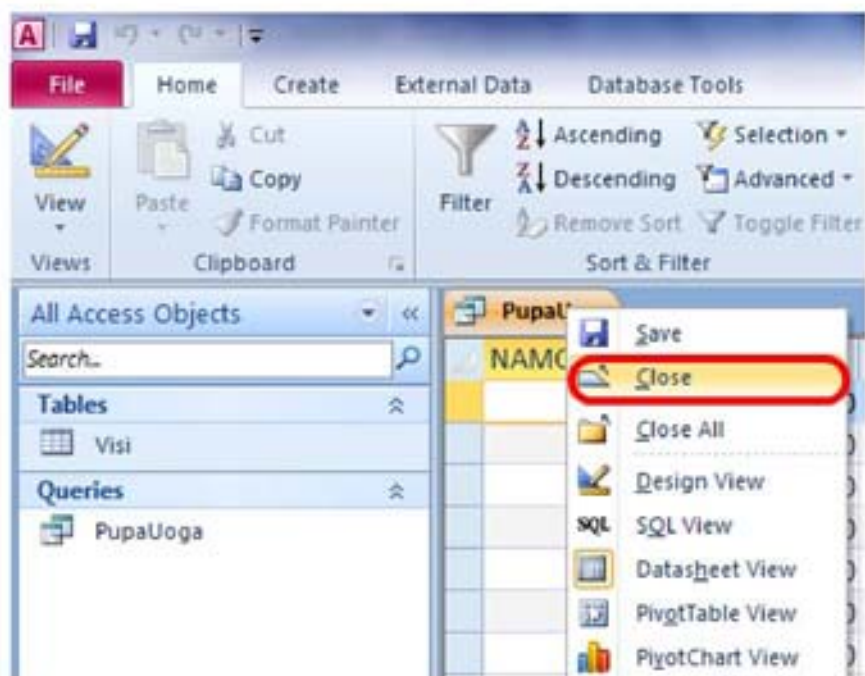 A
File Home Create External Data Database Tools
View
Views
Paste
Cut
Copy
Format Painter
Clipboard
Filter
Ascending
Descending
Remove Sort
Selection
Advanced
Toggle Filter
Sort & Filter
All Access Objects
Search...
Tables
Visi
Queries
PupaUoga
PupaU
NAMO
Save
Close
Close All
Design View
SQL SQL View
Datasheet View
PivotTable View
PivotChart View